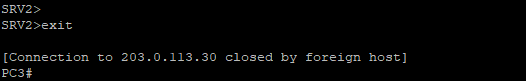 SRV2>
SRV2>exit
[Connection to 203.0.113.30 closed by foreign host]
PC3#